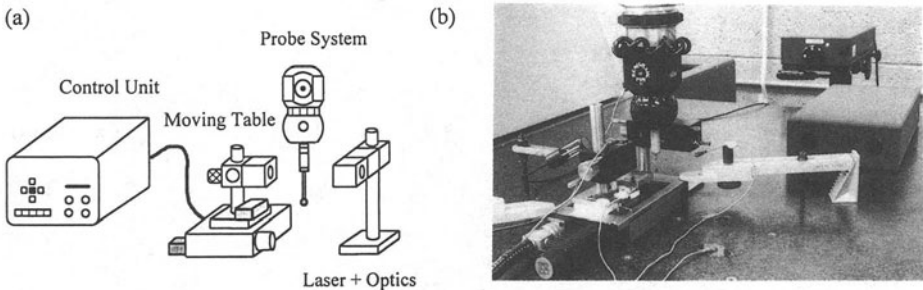 (a)
Probe System
Control Unit
Moving Table
Laser + Optics
(b)